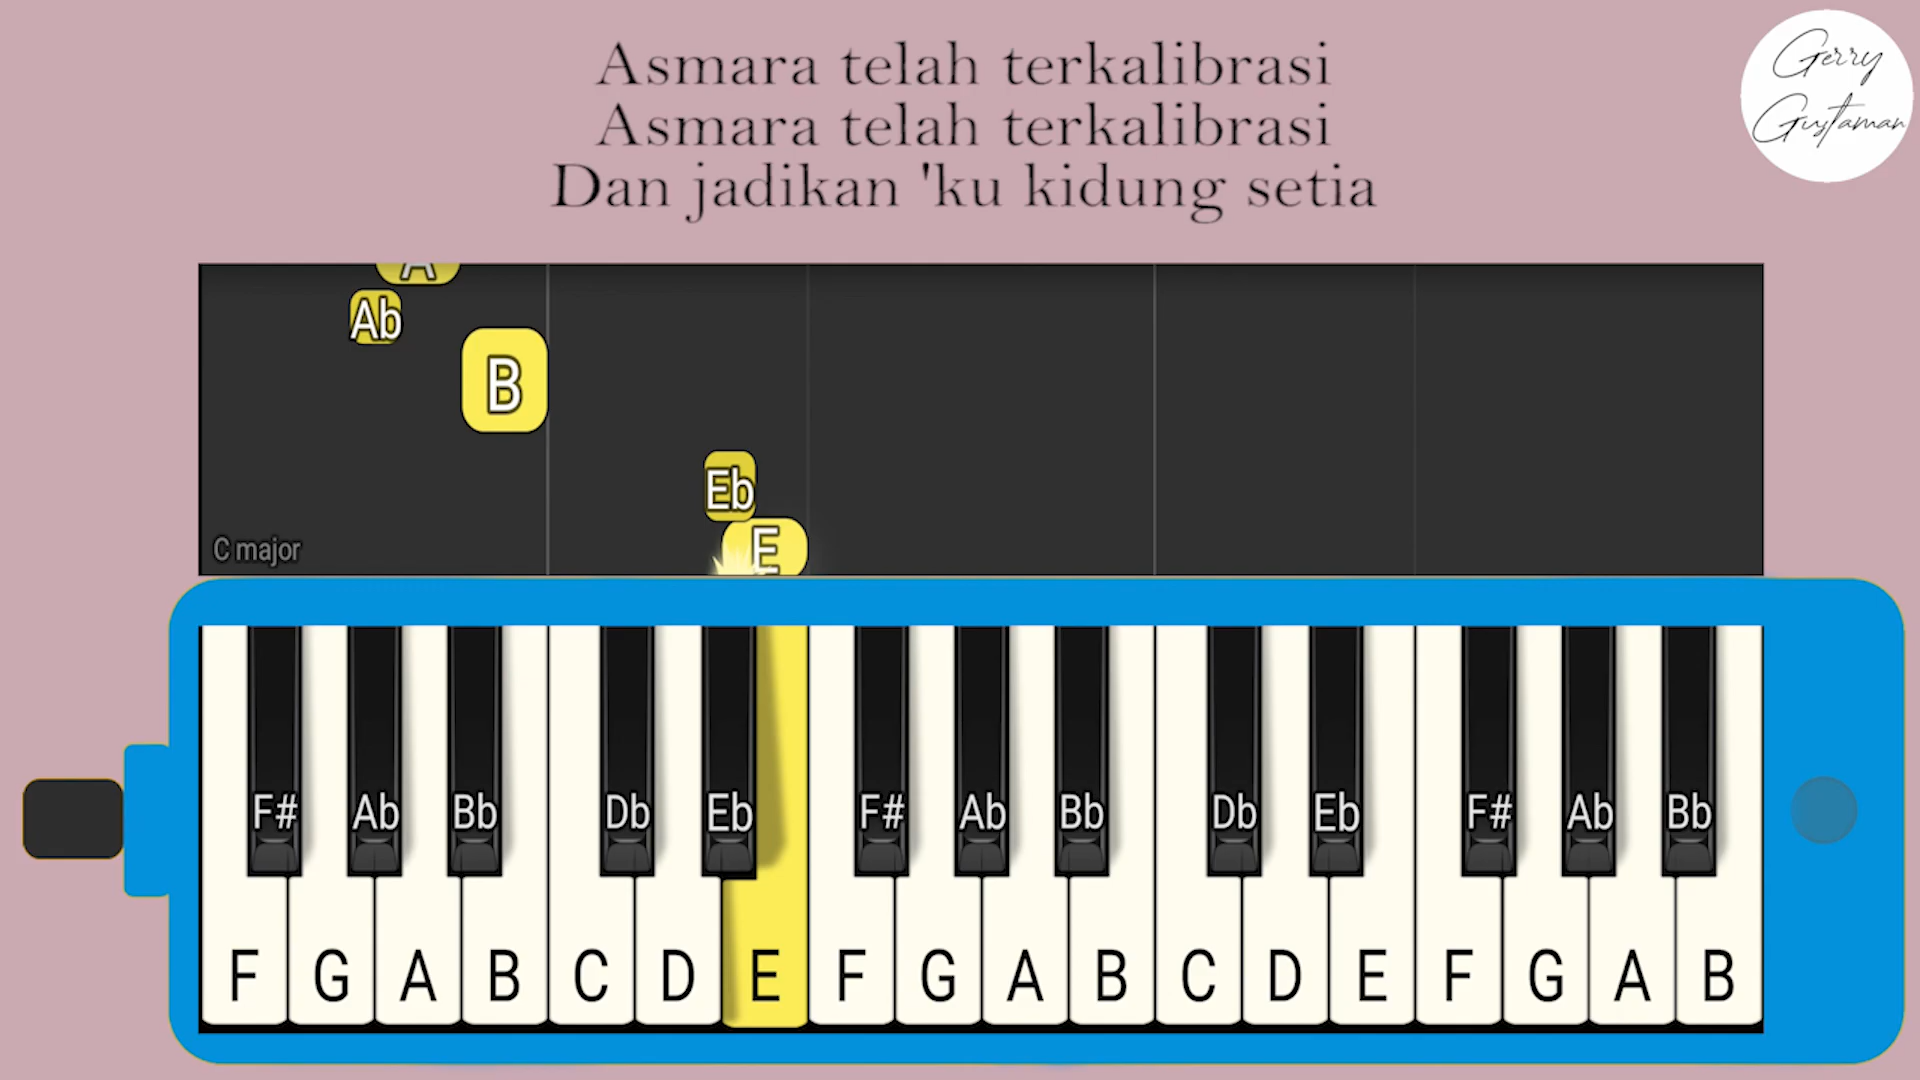 Asmara telah terkalibrasi
Asmara telah terkalibrasi
Dan jadikan 'ku kidung setia
Gerry
Gustaman
A
Ab
B
Eb
E
C major
F# Ab Bb Db Eb F# Ab Bb Db Eb F# Ab Bb
F G A B C D E F G A B C D E F G A B